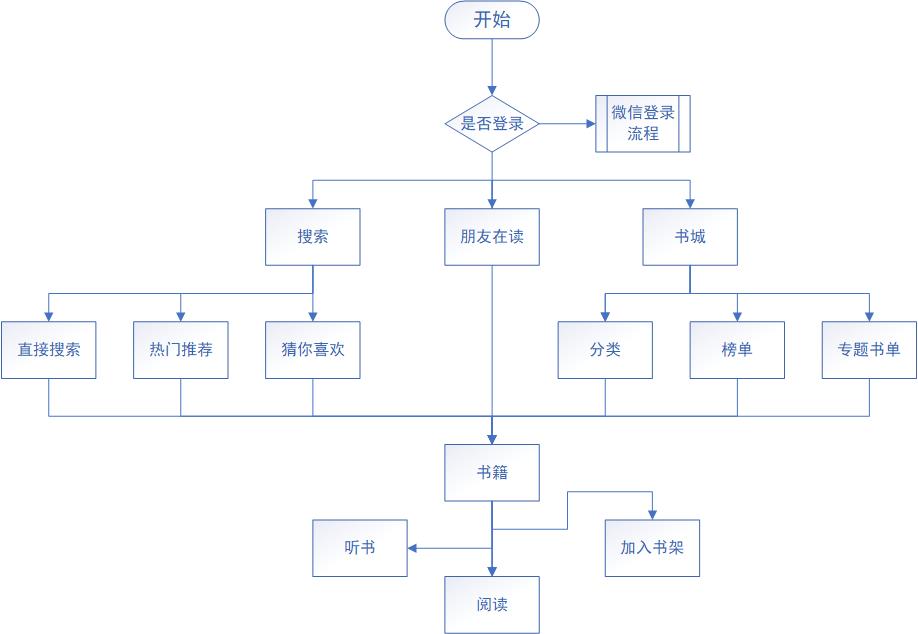 开始
是否登录
微信登录
流程
搜索
朋友在读
书城
直接搜索
热门推荐
猜你喜欢
分类
榜单
专题书单
书籍
听书
加入书架
阅读